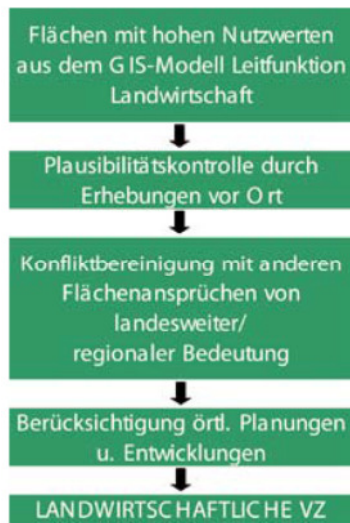 Flächen mit hohen Nutzwerten
aus dem GIS-Modell Leitfunktion
Landwirtschaft
Plausibilitätskontrolle durch
Erhebungen vor Ort
Konfliktbereinigung mit anderen
Flächenansprüchen von
landesweiter/
regionaler Bedeutung
Berücksichtigung örtl. Planungen
u. Entwicklungen
LANDWIRTSCHAFTLICHE VZ